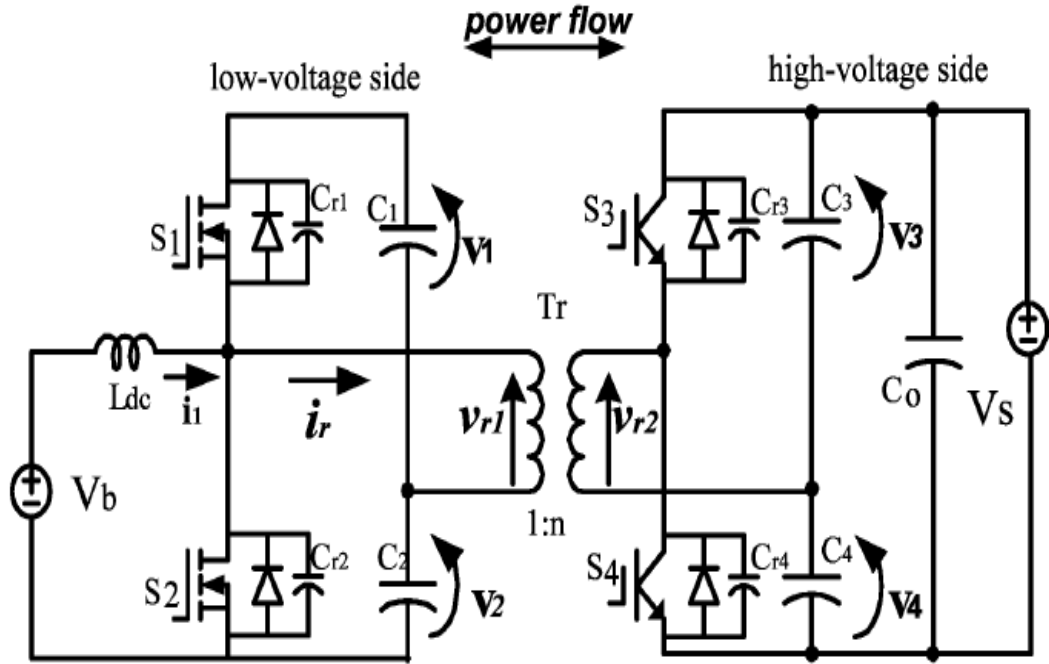 power flow
low-voltage side
high-voltage side
S1
Cr1
C1
v1
S3
Cr3
C3
v3
Tr
Ldc
i1
ir
vr1
vr2
Co
Vs
Vb
1:n
S2
Cr2
C2
v2
S4
Cr4
C4
v4